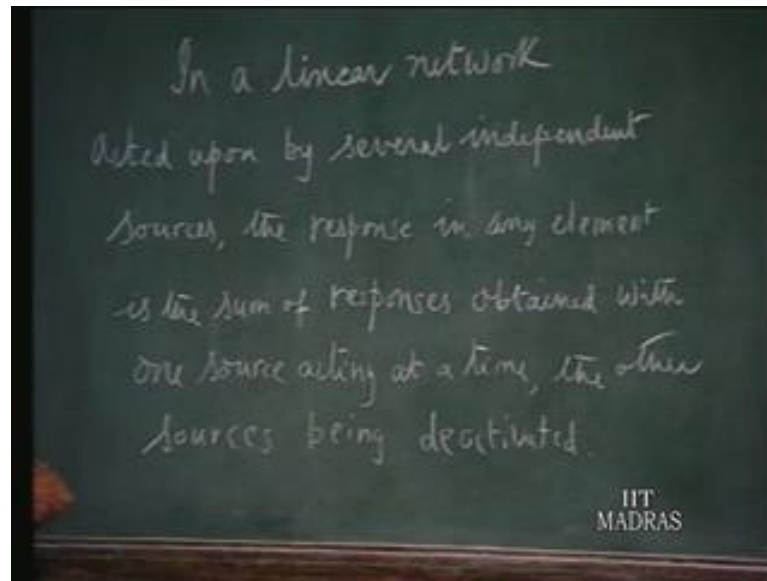 In a linear network
acted upon by several independent
sources, the response in any element
is the sum of responses obtained with
one source acting at a time, the other
sources being deactivated.
IIT
MADRAS